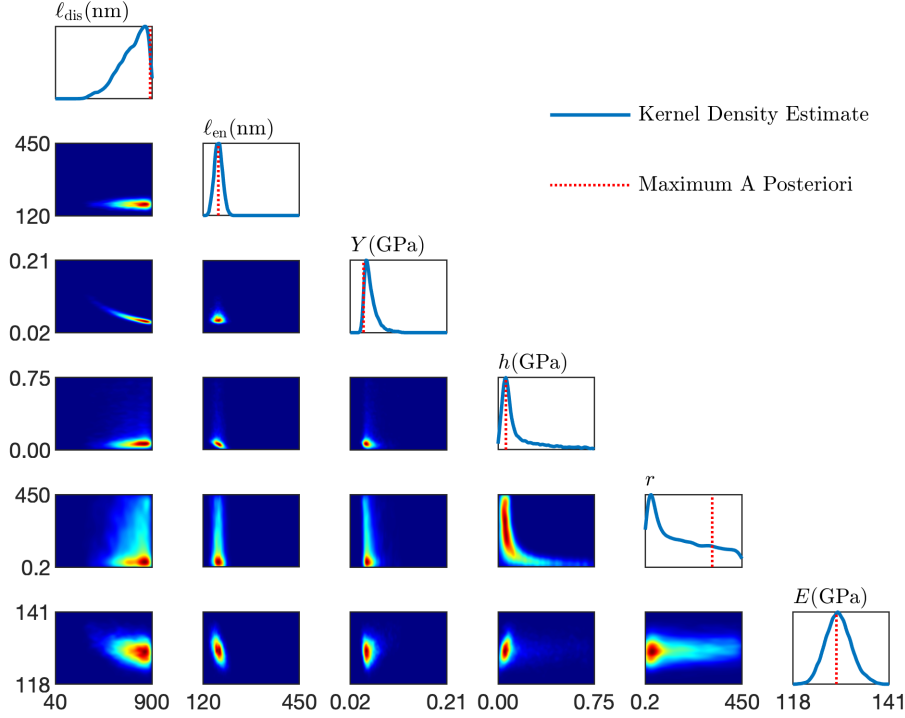 ℓ_dis(nm)
Kernel Density Estimate
Maximum A Posteriori
450
120
ℓ_en(nm)
0.21
0.02
Y(GPa)
0.75
0.00
h(GPa)
450
0.2
r
141
118
E(GPa)
40 900 120 450 0.02 0.21 0.00 0.75 0.2 450 118 141